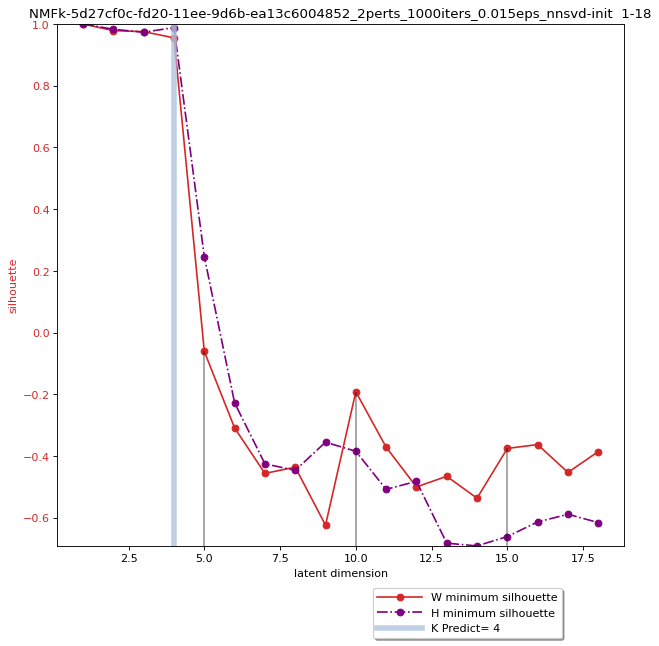 NMFk-5d27cf0c-fd20-11ee-9d6b-ea13c6004852_2perts_1000iters_0.015eps_nnsvd-init  1-18
1.0
0.8
0.6
0.4
0.2
0.0
−0.2
−0.4
−0.6
silhouette
2.5 5.0 7.5 10.0 12.5 15.0 17.5
latent dimension
W minimum silhouette
H minimum silhouette
K Predict= 4